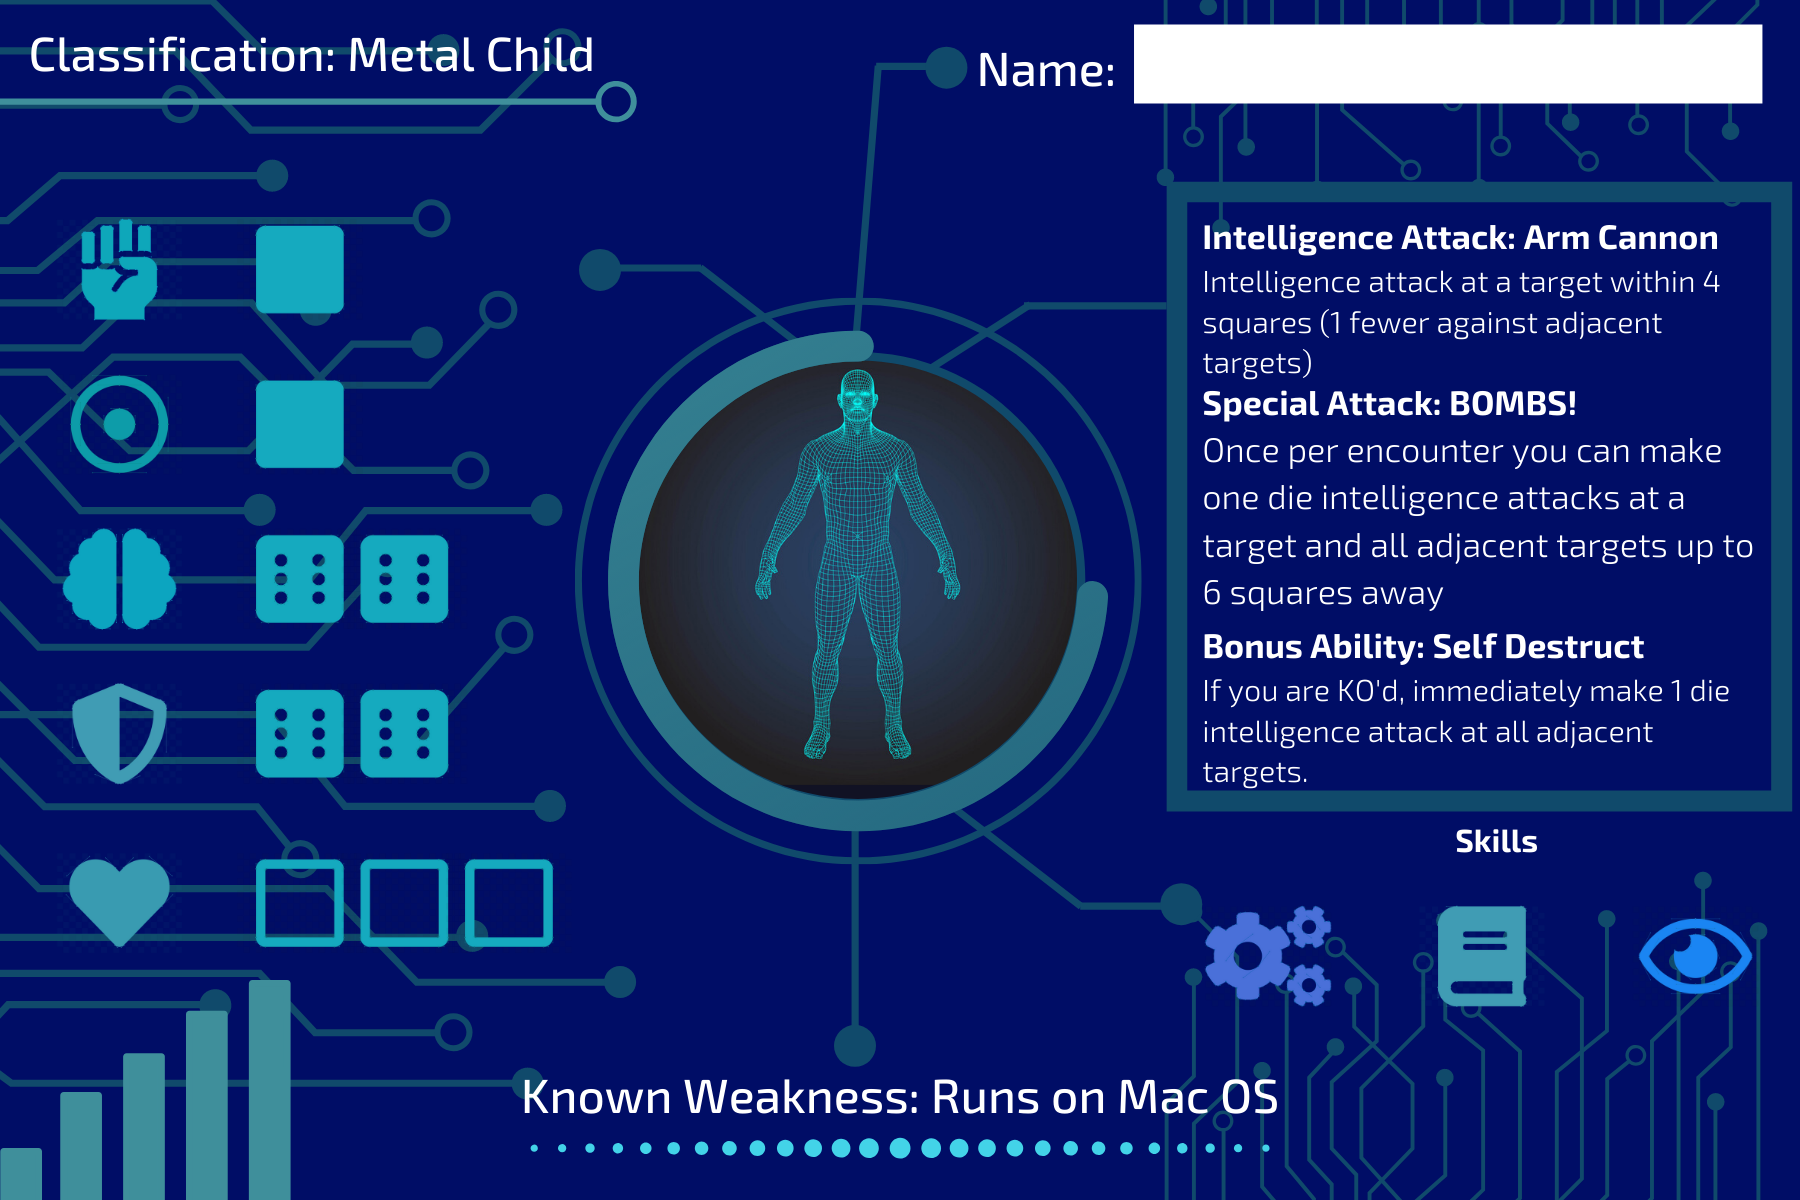 Classification: Metal Child
Name:
Intelligence Attack: Arm Cannon
Intelligence attack at a target within 4
squares (1 fewer against adjacent
targets)
Special Attack: BOMBS!
Once per encounter you can make
one die intelligence attacks at a
target and all adjacent targets up to
6 squares away
Bonus Ability: Self Destruct
If you are KO'd, immediately make 1 die
intelligence attack at all adjacent
targets.
Skills
Known Weakness: Runs on Mac OS